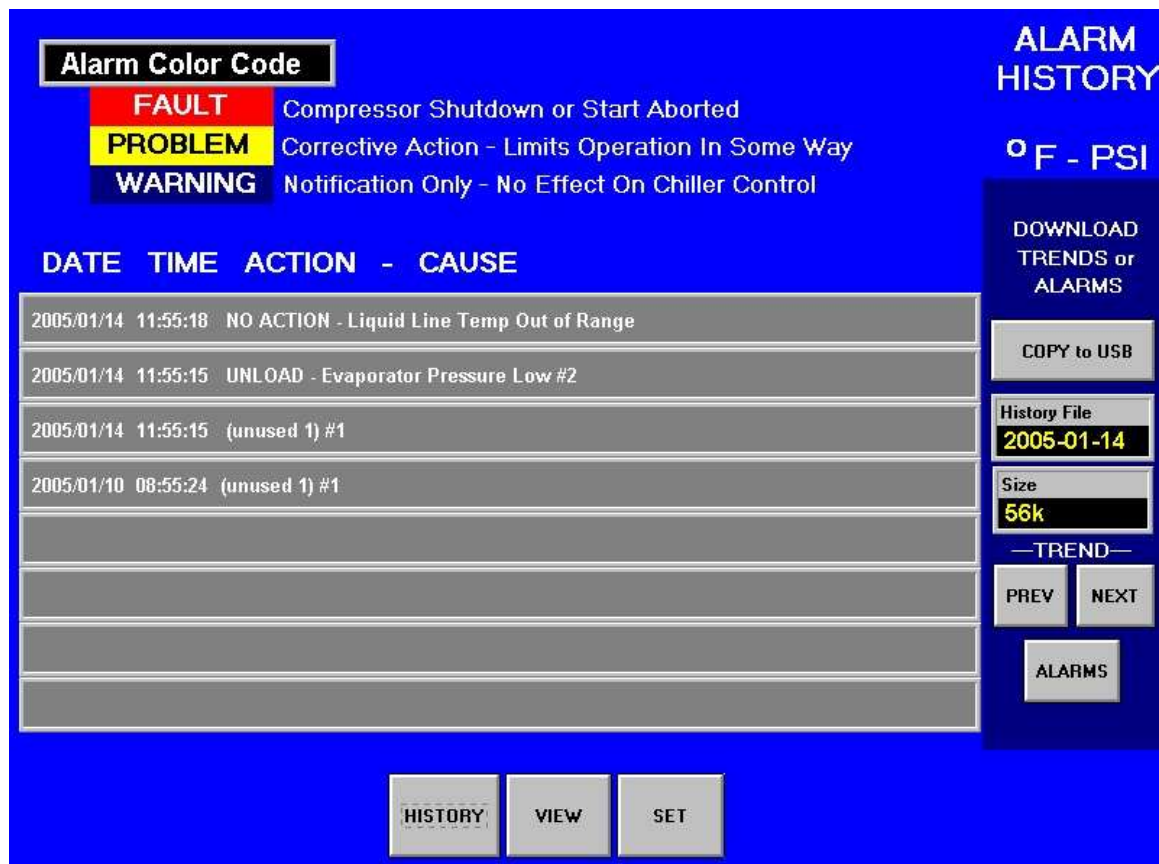 Alarm Color Code
FAULT Compressor Shutdown or Start Aborted
PROBLEM Corrective Action - Limits Operation In Some Way
WARNING Notification Only - No Effect On Chiller Control
DATE TIME ACTION - CAUSE
2005/01/14 11:55:18 NO ACTION - Liquid Line Temp Out of Range
2005/01/14 11:55:15 UNLOAD - Evaporator Pressure Low #2
2005/01/14 11:55:15 (unused 1) #1
2005/01/10 08:55:24 (unused 1) #1
ALARM
HISTORY
°F - PSI
DOWNLOAD
TRENDS or
ALARMS
COPY to USB
History File
2005-01-14
Size
56k
—TREND—
PREV NEXT
ALARMS
HISTORY VIEW SET